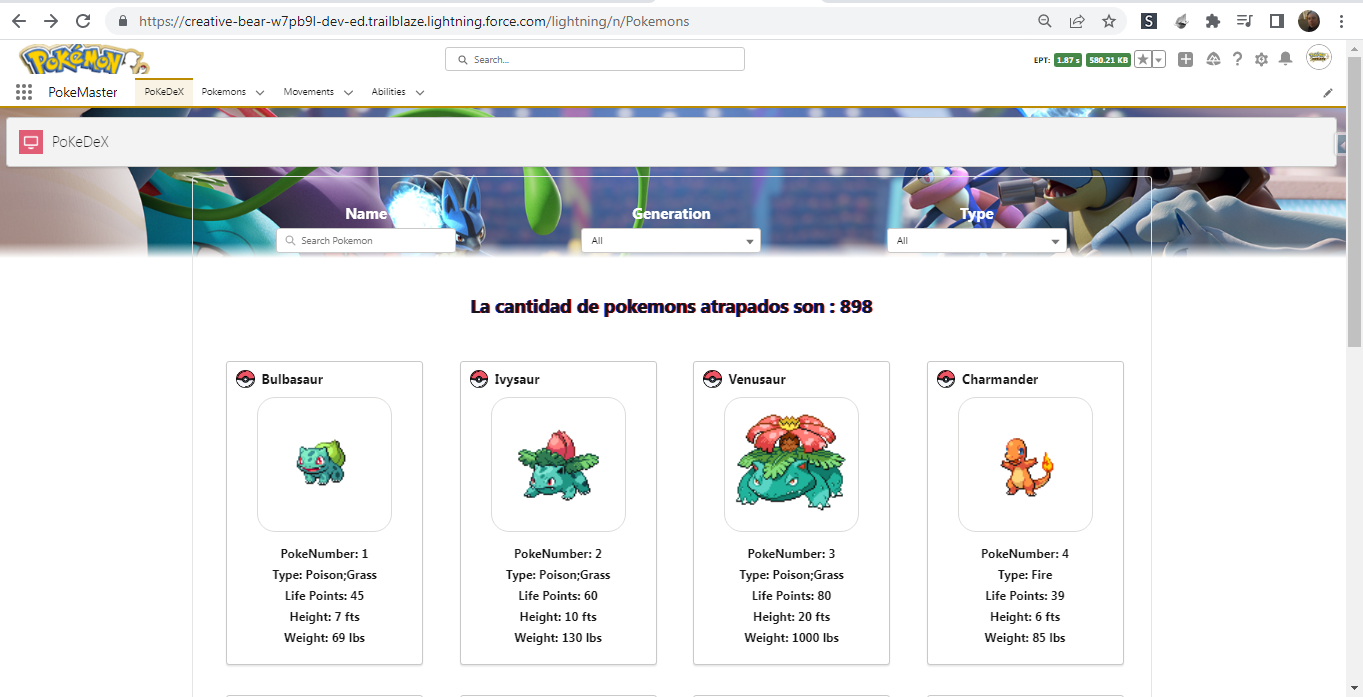 https://creative-bear-w7pb9l-dev-ed.trailblaze.lightning.force.com/lightning/n/Pokemons
S
POKéMON
Search...
EPT: 1.87 s 580.21 KB
PokeMaster PoKeDeX Pokemons Movements Abilities
PoKeDeX
Name Generation Type
Search Pokemon All All
La cantidad de pokemons atrapados son : 898
Bulbasaur Ivysaur Venusaur Charmander
PokeNumber: 1 PokeNumber: 2 PokeNumber: 3 PokeNumber: 4
Type: Poison;Grass Type: Poison;Grass Type: Poison;Grass Type: Fire
Life Points: 45 Life Points: 60 Life Points: 80 Life Points: 39
Height: 7 fts Height: 10 fts Height: 20 fts Height: 6 fts
Weight: 69 lbs Weight: 130 lbs Weight: 1000 lbs Weight: 85 lbs